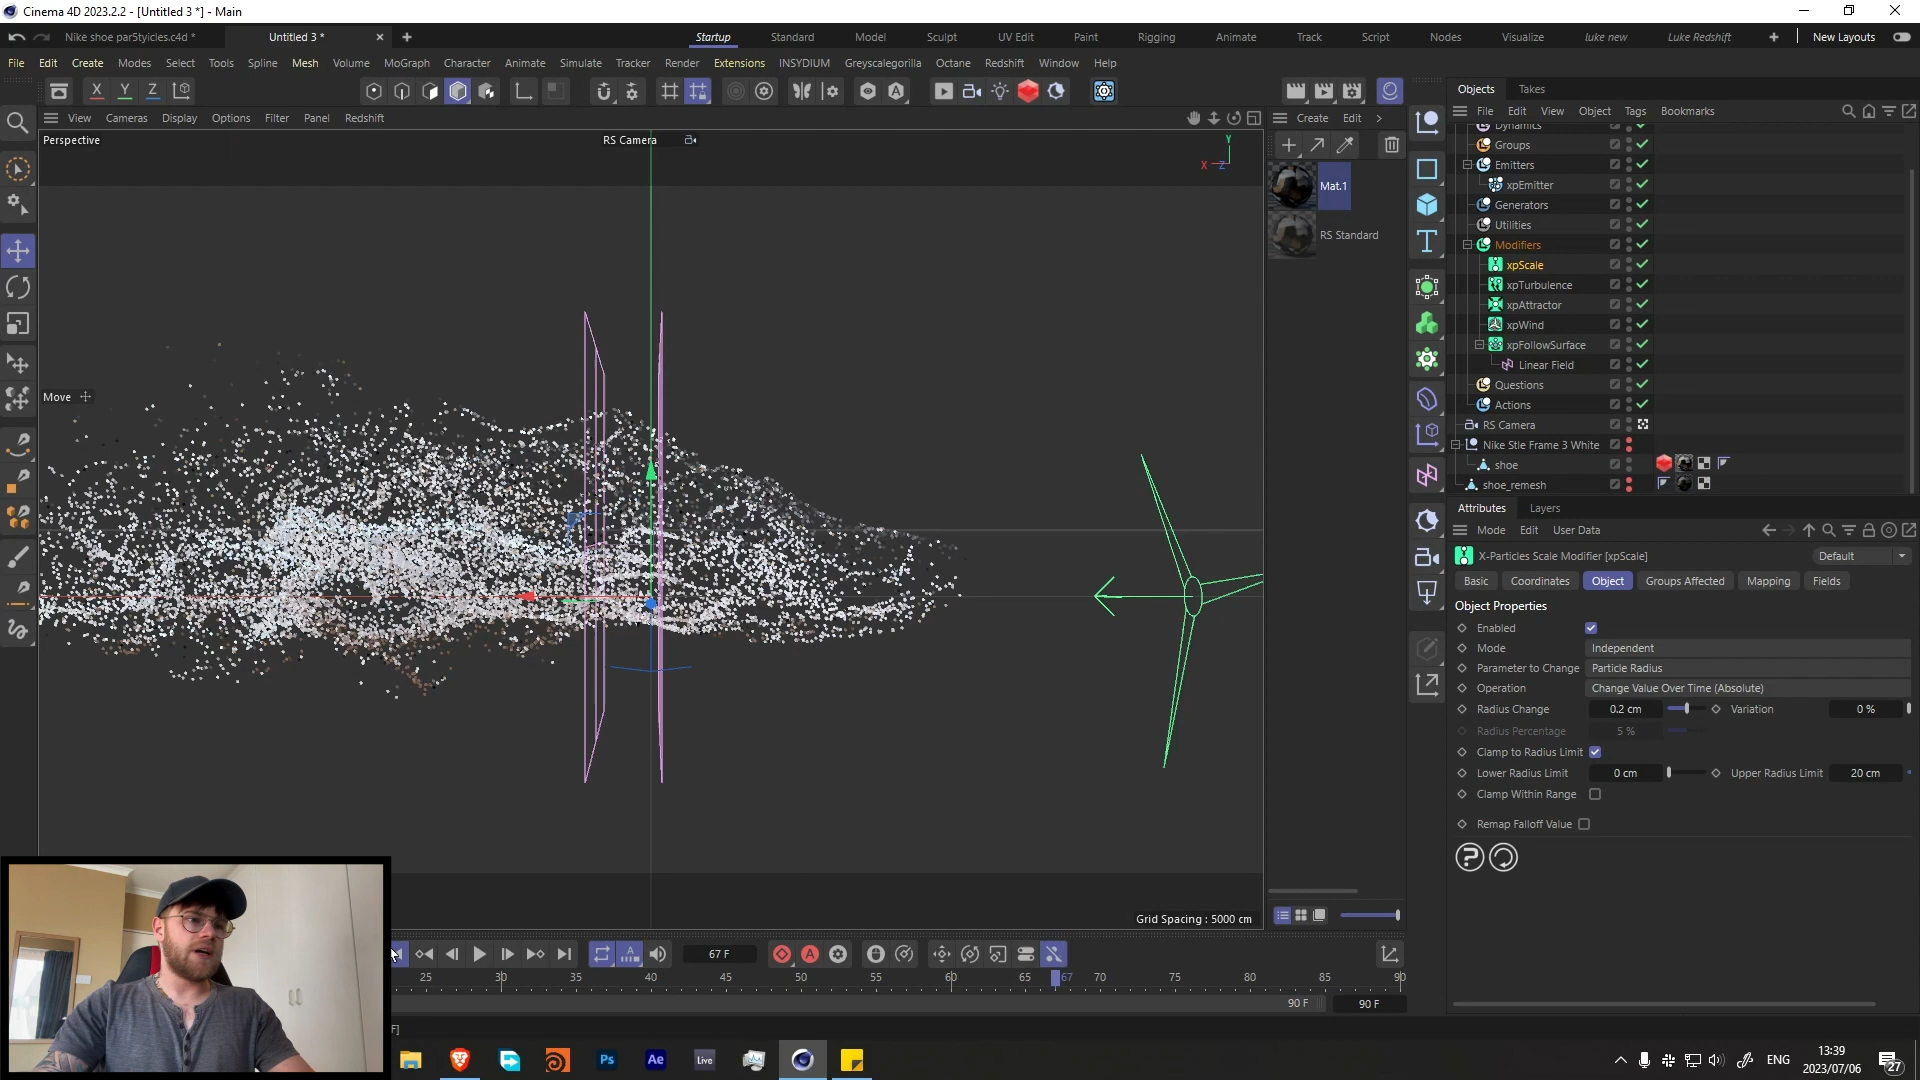 Cinema 4D 2023.2.2 - [Untitled 3 *] - Main
Nike shoe par5tyicles.c4d *
Untitled 3 *
Startup
Standard
Model
Sculpt
UV Edit
Paint
Rigging
Animate
Track
Script
Nodes
Visualize
luke new
Luke Redshift
New Layouts
File Edit Create Modes Select Tools Spline Mesh Volume MoGraph Character Animate Simulate Tracker Render Extensions INSYDIUM Greyscalegorilla Octane Redshift Window Help
View Cameras Display Options Filter Panel Redshift
Perspective
RS Camera
Y
X
Z
Move
Grid Spacing : 5000 cm
Create Edit
Mat.1
RS Standard
Objects Takes
File Edit View Object Tags Bookmarks
Dynamics
Groups
Emitters
xpEmitter
Generators
Utilities
Modifiers
xpScale
xpTurbulence
xpAttractor
xpWind
xpFollowSurface
Linear Field
Questions
Actions
RS Camera
Nike Stle Frame 3 White
shoe
shoe_remesh
Attributes Layers
Mode Edit User Data
X-Particles Scale Modifier [xpScale]
Default
Basic Coordinates Object Groups Affected Mapping Fields
Object Properties
Enabled
Mode Independent
Parameter to Change Particle Radius
Operation Change Value Over Time (Absolute)
Radius Change 0.2 cm Variation 0 %
Radius Percentage 5 %
Clamp to Radius Limit
Lower Radius Limit 0 cm Upper Radius Limit 20 cm
Clamp Within Range
Remap Falloff Value
67 F
25 30 35 40 45 50 55 60 65 67 70 75 80 85 90
90 F
90 F
F]
Ps
Ae
Live
ENG
13:39
2023/07/06
27